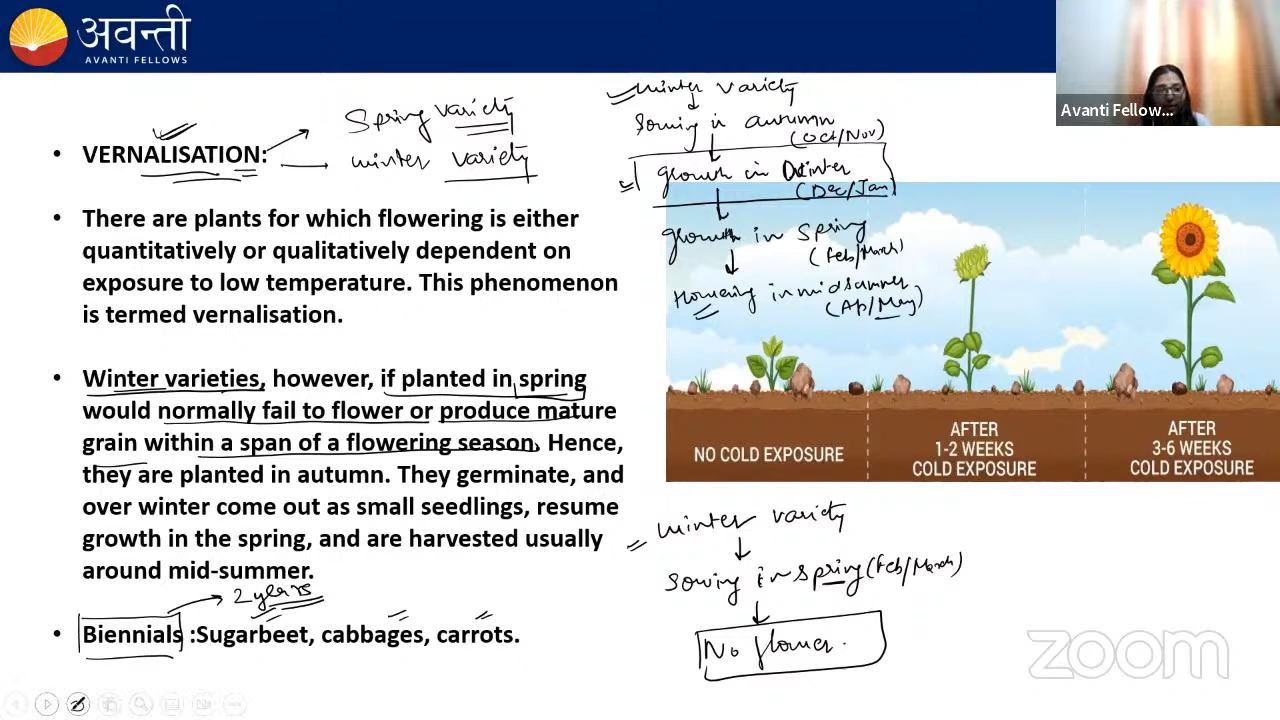 अवन्ती
AVANTI FELLOWS
Avanti Fellow...
• VERNALISATION:
Spring variety
winter variety
• There are plants for which flowering is either
quantitatively or qualitatively dependent on
exposure to low temperature. This phenomenon
is termed vernalisation.
• Winter varieties, however, if planted in spring
would normally fail to flower or produce mature
grain within a span of a flowering season. Hence,
they are planted in autumn. They germinate, and
over winter come out as small seedlings, resume
growth in the spring, and are harvested usually
around mid-summer.
2 years
• Biennials :Sugarbeet, cabbages, carrots.
winter variety
Sowing in autumn
(Oct/Nov)
growth in Winter
(Dec/Jan)
growth in spring
(Feb/March)
flowering in midsummer
(Ap/May)
NO COLD EXPOSURE
AFTER
1-2 WEEKS
COLD EXPOSURE
AFTER
3-6 WEEKS
COLD EXPOSURE
winter variety
Sowing in spring (Feb/March)
No flower.
zoom